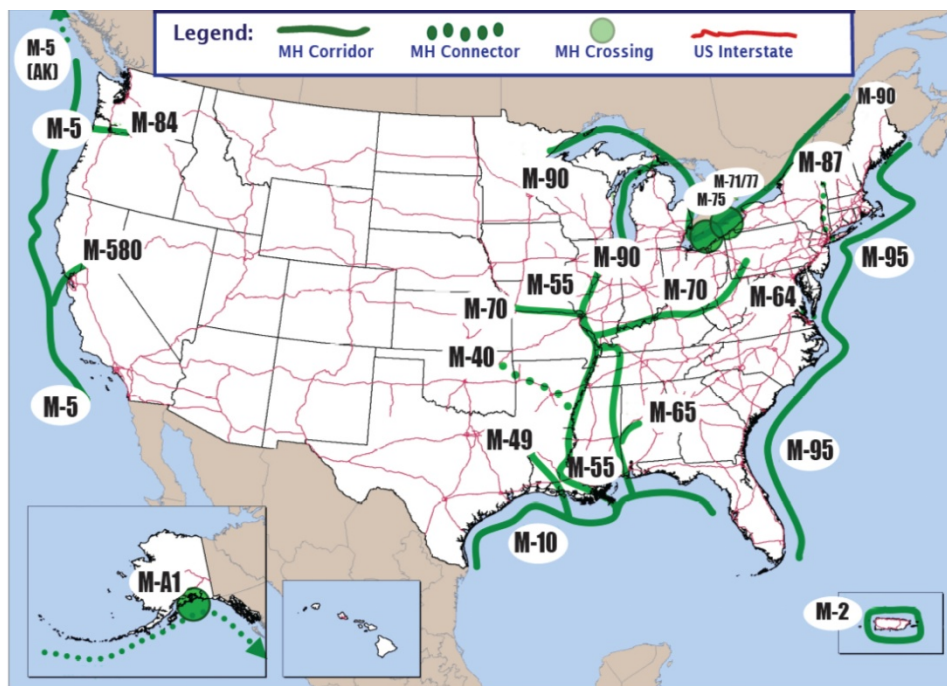 Legend:
MH Corridor
MH Connector
MH Crossing
US Interstate
M-5
(AK)
M-90
M-5
M-84
M-87
M-71/77
M-75
M-90
M-580
M-90
M-95
M-55
M-70
M-64
M-70
M-40
M-5
M-65
M-49
M-55
M-95
M-10
M-A1
M-2